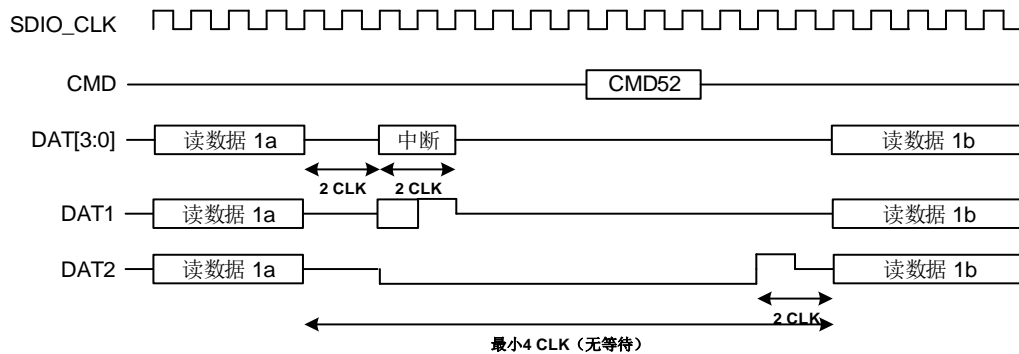 SDIO_CLK
CMD
CMD52
DAT[3:0]
读数据 1a
中断
读数据 1b
2 CLK
2 CLK
DAT1
读数据 1a
读数据 1b
DAT2
读数据 1a
读数据 1b
2 CLK
最小4 CLK（无等待）